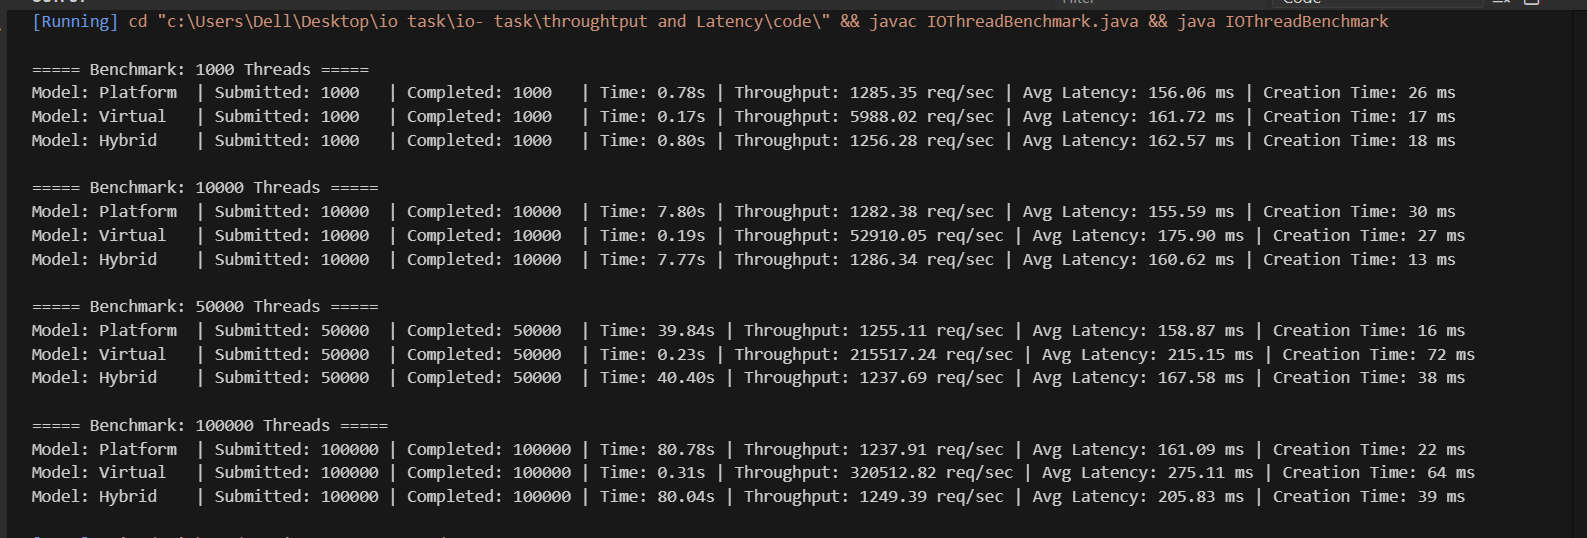 [Running] cd "c:\Users\Dell\Desktop\io task\io- task\throughtput and Latency\code\" && javac IOThreadBenchmark.java && java IOThreadBenchmark
===== Benchmark: 1000 Threads =====
Model: Platform | Submitted: 1000 | Completed: 1000 | Time: 0.78s | Throughput: 1285.35 req/sec | Avg Latency: 156.06 ms | Creation Time: 26 ms
Model: Virtual | Submitted: 1000 | Completed: 1000 | Time: 0.17s | Throughput: 5988.02 req/sec | Avg Latency: 161.72 ms | Creation Time: 17 ms
Model: Hybrid | Submitted: 1000 | Completed: 1000 | Time: 0.80s | Throughput: 1256.28 req/sec | Avg Latency: 162.57 ms | Creation Time: 18 ms
===== Benchmark: 10000 Threads =====
Model: Platform | Submitted: 10000 | Completed: 10000 | Time: 7.80s | Throughput: 1282.38 req/sec | Avg Latency: 155.59 ms | Creation Time: 30 ms
Model: Virtual | Submitted: 10000 | Completed: 10000 | Time: 0.19s | Throughput: 52910.05 req/sec | Avg Latency: 175.90 ms | Creation Time: 27 ms
Model: Hybrid | Submitted: 10000 | Completed: 10000 | Time: 7.77s | Throughput: 1286.34 req/sec | Avg Latency: 160.62 ms | Creation Time: 13 ms
===== Benchmark: 50000 Threads =====
Model: Platform | Submitted: 50000 | Completed: 50000 | Time: 39.84s | Throughput: 1255.11 req/sec | Avg Latency: 158.87 ms | Creation Time: 16 ms
Model: Virtual | Submitted: 50000 | Completed: 50000 | Time: 0.23s | Throughput: 215517.24 req/sec | Avg Latency: 215.15 ms | Creation Time: 72 ms
Model: Hybrid | Submitted: 50000 | Completed: 50000 | Time: 40.40s | Throughput: 1237.69 req/sec | Avg Latency: 167.58 ms | Creation Time: 38 ms
===== Benchmark: 100000 Threads =====
Model: Platform | Submitted: 100000 | Completed: 100000 | Time: 80.78s | Throughput: 1237.91 req/sec | Avg Latency: 161.09 ms | Creation Time: 22 ms
Model: Virtual | Submitted: 100000 | Completed: 100000 | Time: 0.31s | Throughput: 320512.82 req/sec | Avg Latency: 275.11 ms | Creation Time: 64 ms
Model: Hybrid | Submitted: 100000 | Completed: 100000 | Time: 80.04s | Throughput: 1249.39 req/sec | Avg Latency: 205.83 ms | Creation Time: 39 ms